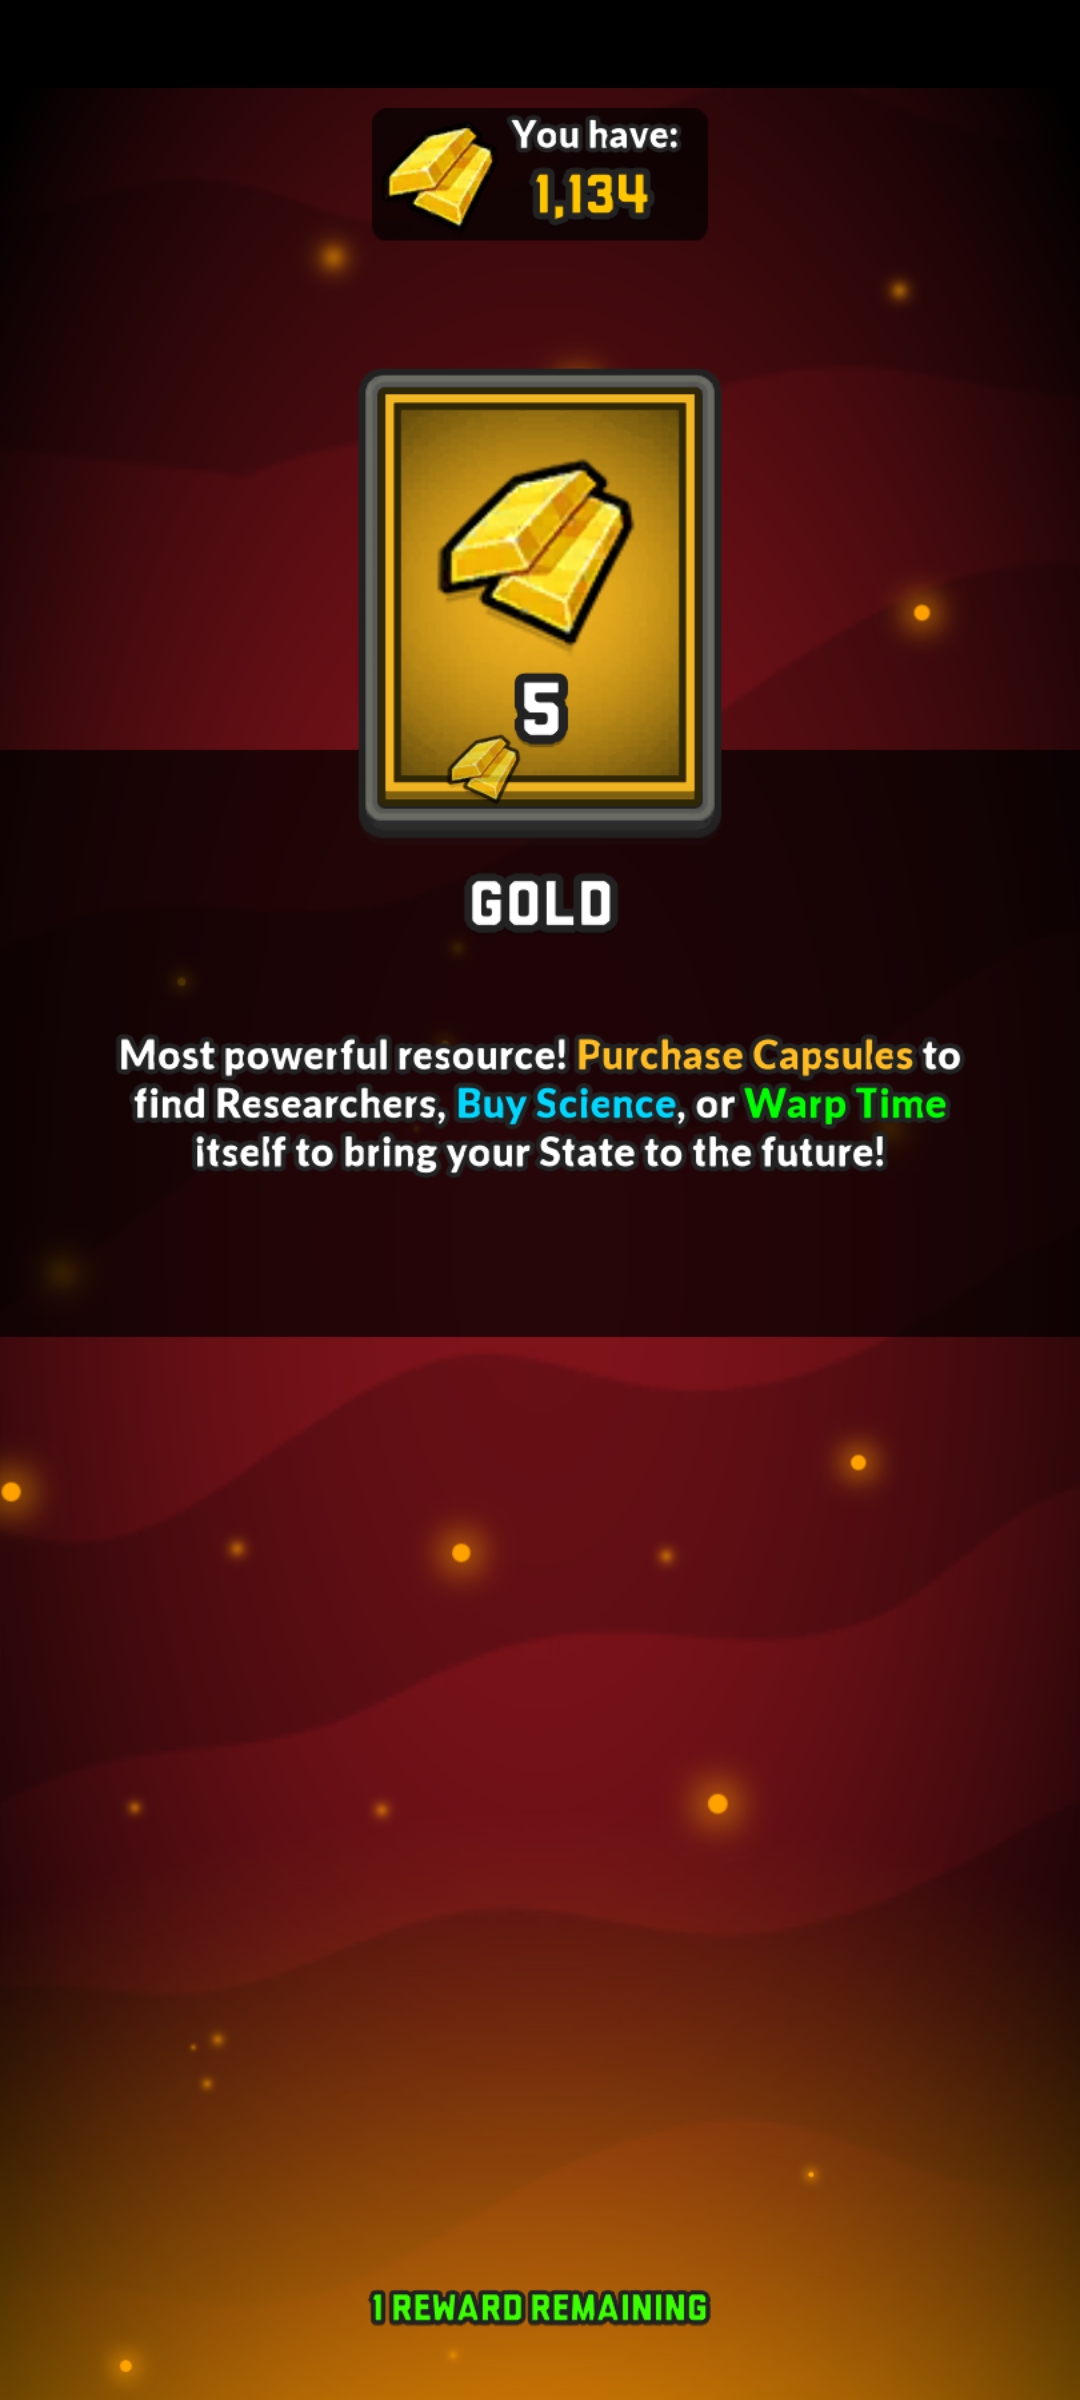 You have:
1,134
5
GOLD
Most powerful resource! Purchase Capsules to
find Researchers, Buy Science, or Warp Time
itself to bring your State to the future!
1 REWARD REMAINING